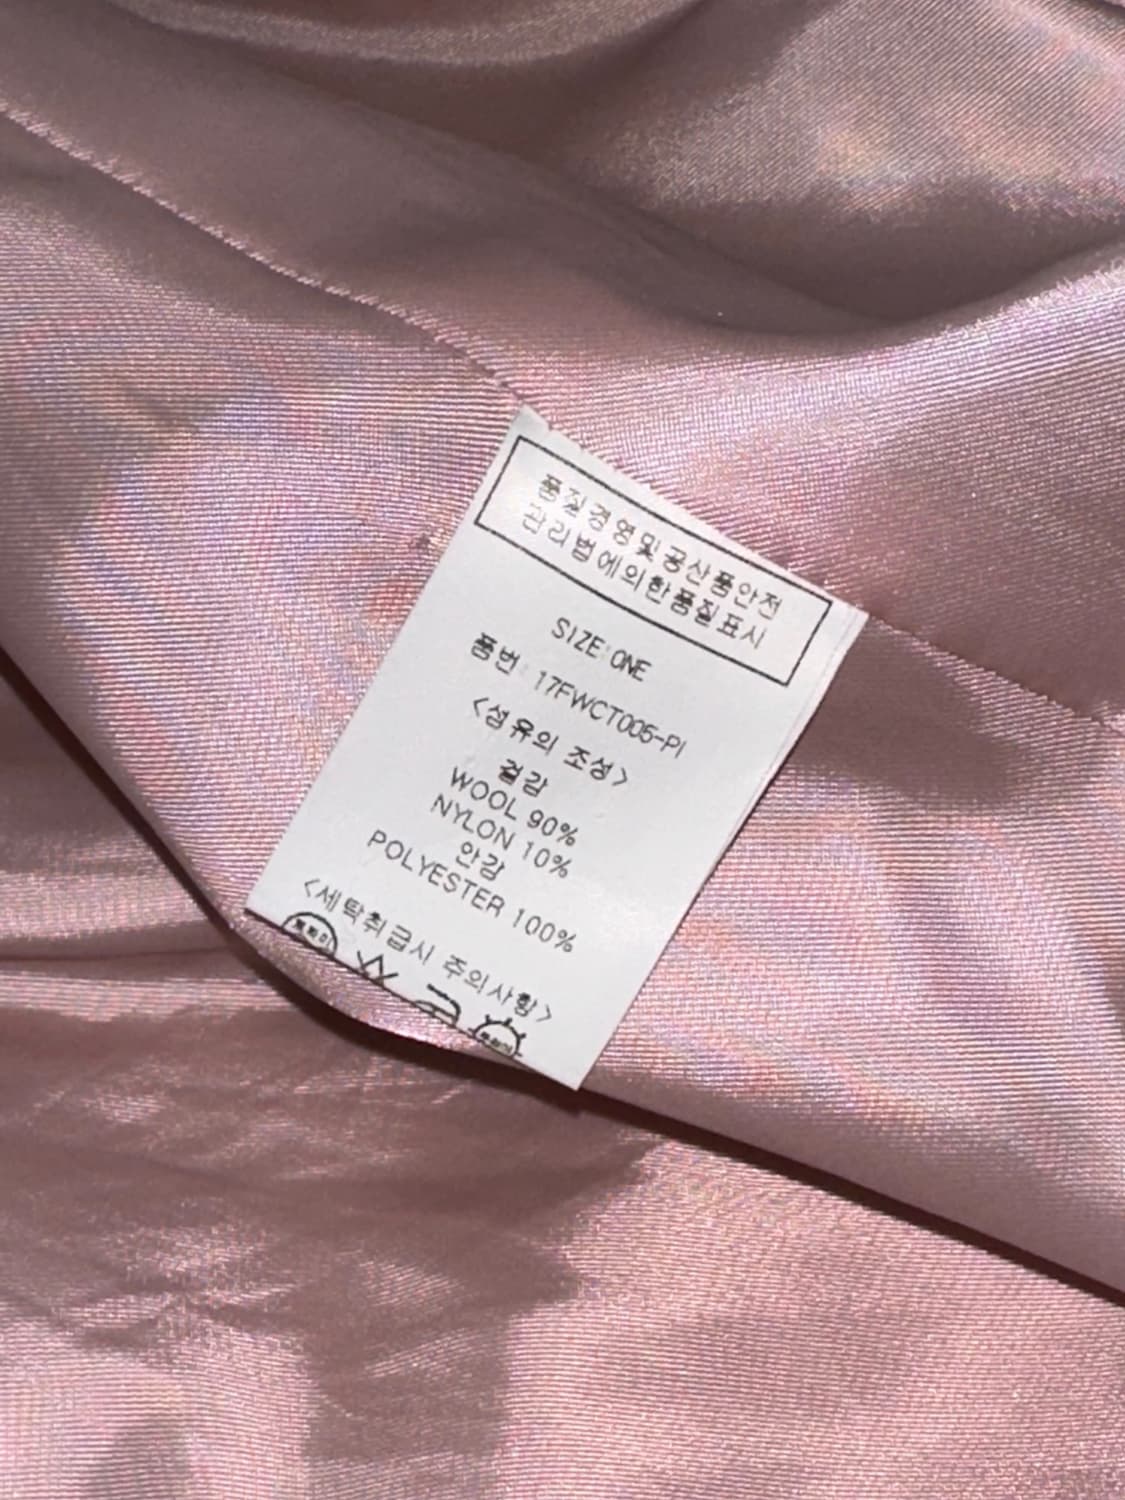 품질경영및공산품안전
관리법에의한품질표시
SIZE:ONE
품번 : 17FWCT005-PI
<섬유의 조성>
겉감
WOOL 90%
NYLON 10%
안감
POLYESTER 100%
<세탁취급시 주의사항>